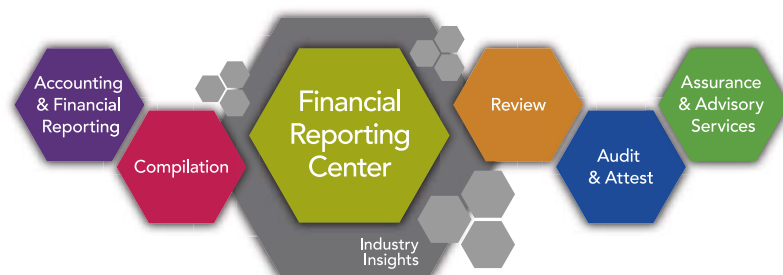 Accounting
& Financial
Reporting
Compilation
Financial
Reporting
Center
Industry
Insights
Review
Audit
& Attest
Assurance
& Advisory
Services